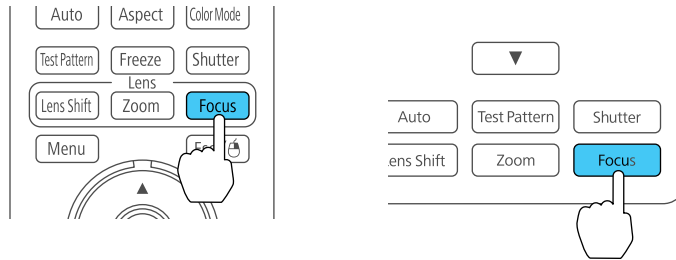 Auto Aspect Color Mode
Test Pattern Freeze Shutter
Lens
Lens Shift Zoom Focus
Menu
Auto Test Pattern Shutter
ens Shift Zoom Focus